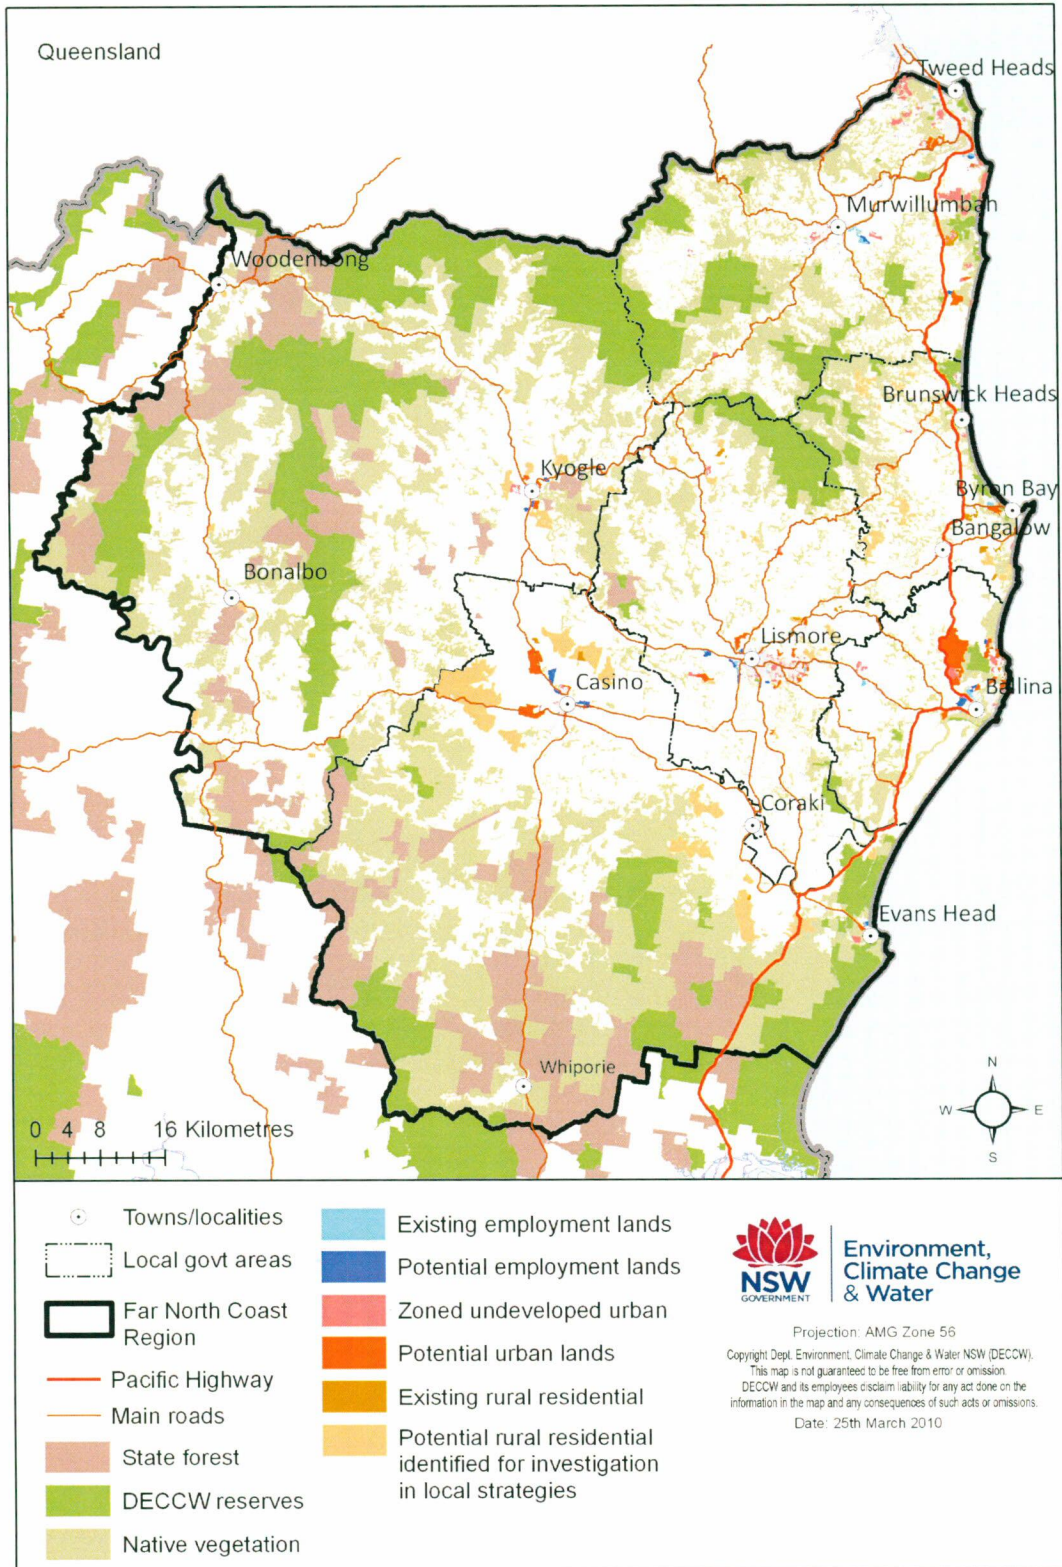 Queensland
Tweed Heads
Murwillumbah
Woodenbong
Brunswick Heads
Kyogle
Byron Bay
Bangalow
Bonalbo
Lismore
Casino
Ballina
Coraki
Evans Head
Whiporie
N
W E
S
0 4 8 16 Kilometres
Towns/localities
Local govt areas
Far North Coast
Region
Pacific Highway
Main roads
State forest
DECCW reserves
Native vegetation
Existing employment lands
Potential employment lands
Zoned undeveloped urban
Potential urban lands
Existing rural residential
Potential rural residential
identified for investigation
in local strategies
NSW
GOVERNMENT
Environment,
Climate Change
& Water
Projection: AMG Zone 56
Copyright Dept. Environment, Climate Change & Water NSW (DECCW).
This map is not guaranteed to be free from error or omission.
DECCW and its employees disclaim liability for any act done on the
information in the map and any consequences of such acts or omissions.
Date: 25th March 2010